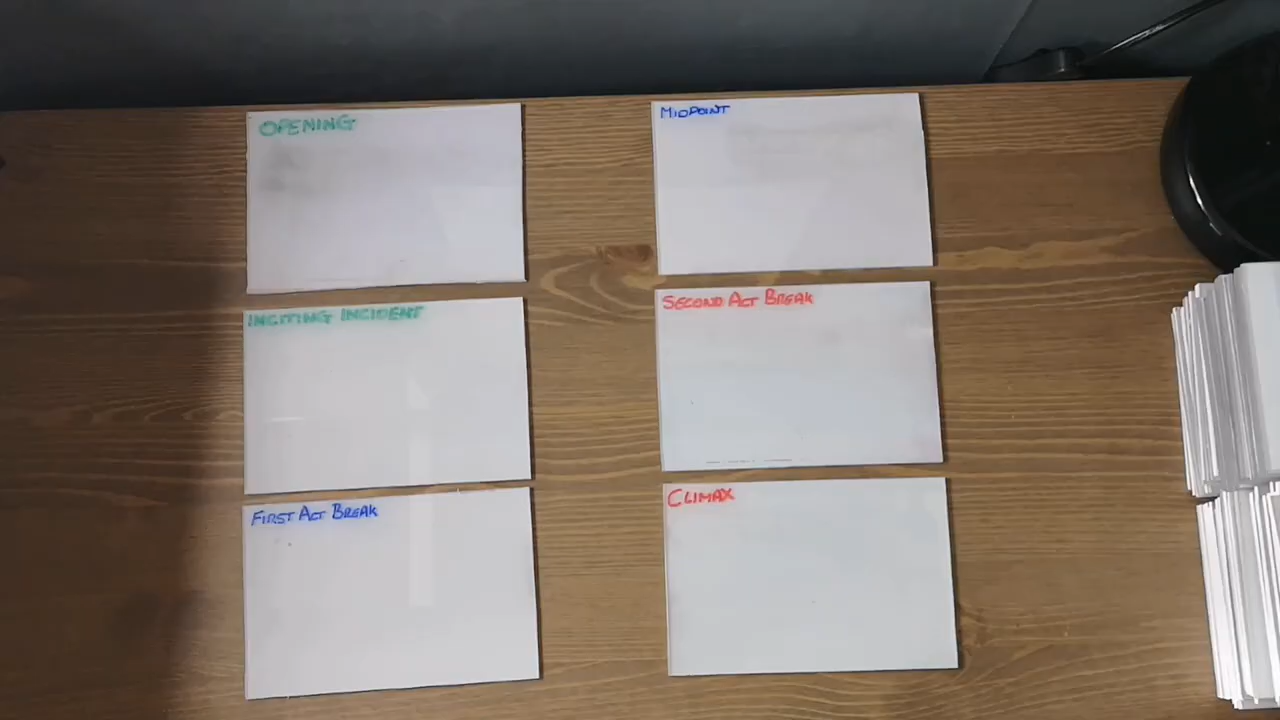 OPENING
INCITING INCIDENT
FIRST ACT BREAK
MIDPOINT
SECOND ACT BREAK
CLIMAX